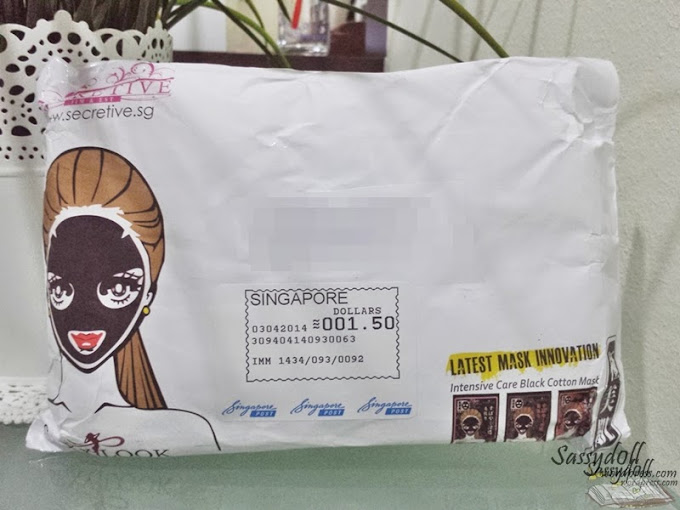 www.secretive.sg
SINGAPORE
DOLLARS
03042014 001.50
309404140930063
IMM 1434/093/0092
LATEST MASK INNOVATION
Intensive Care Black Cotton Mask
Singapore POST Singapore POST Singapore POST
LOOK
Sassydoll